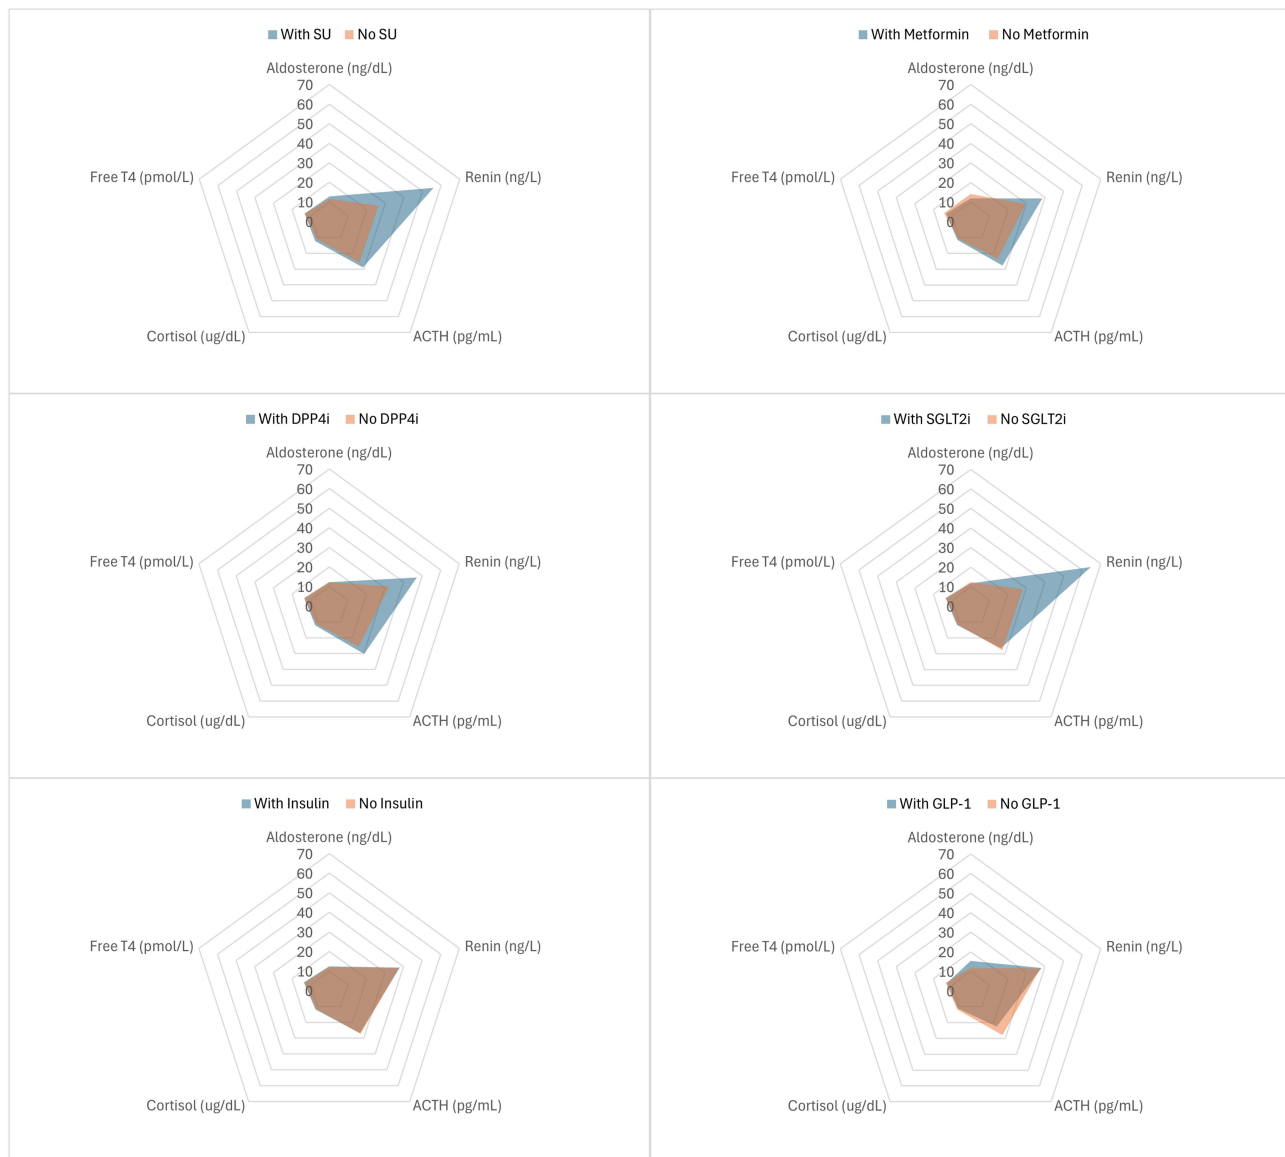 With SU No SU
Aldosterone (ng/dL)
70
60
50
40
30
20
10
0
Free T4 (pmol/L)
Renin (ng/L)
Cortisol (ug/dL)
ACTH (pg/mL)
With Metformin No Metformin
Aldosterone (ng/dL)
70
60
50
40
30
20
10
0
Free T4 (pmol/L)
Renin (ng/L)
Cortisol (ug/dL)
ACTH (pg/mL)
With DPP4i No DPP4i
Aldosterone (ng/dL)
70
60
50
40
30
20
10
0
Free T4 (pmol/L)
Renin (ng/L)
Cortisol (ug/dL)
ACTH (pg/mL)
With SGLT2i No SGLT2i
Aldosterone (ng/dL)
70
60
50
40
30
20
10
0
Free T4 (pmol/L)
Renin (ng/L)
Cortisol (ug/dL)
ACTH (pg/mL)
With Insulin No Insulin
Aldosterone (ng/dL)
70
60
50
40
30
20
10
0
Free T4 (pmol/L)
Renin (ng/L)
Cortisol (ug/dL)
ACTH (pg/mL)
With GLP-1 No GLP-1
Aldosterone (ng/dL)
70
60
50
40
30
20
10
0
Free T4 (pmol/L)
Renin (ng/L)
Cortisol (ug/dL)
ACTH (pg/mL)